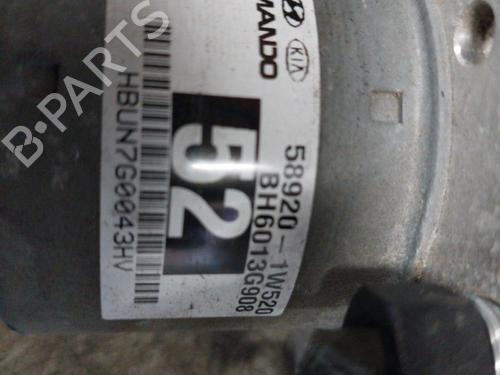 KIA
MANDO
58920-1W520
BH6013G908
52
HBUN7G0043HV
B-PARTS